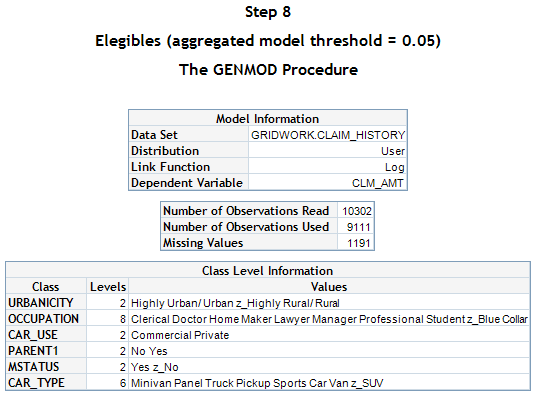 Step 8
Elegibles (aggregated model threshold = 0.05)
The GENMOD Procedure
Model Information
Data Set GRIDWORK.CLAIM_HISTORY
Distribution User
Link Function Log
Dependent Variable CLM_AMT
Number of Observations Read 10302
Number of Observations Used 9111
Missing Values 1191
Class Level Information
Class Levels Values
URBANICITY 2 Highly Urban/ Urban z_Highly Rural/ Rural
OCCUPATION 8 Clerical Doctor Home Maker Lawyer Manager Professional Student z_Blue Collar
CAR_USE 2 Commercial Private
PARENT1 2 No Yes
MSTATUS 2 Yes z_No
CAR_TYPE 6 Minivan Panel Truck Pickup Sports Car Van z_SUV